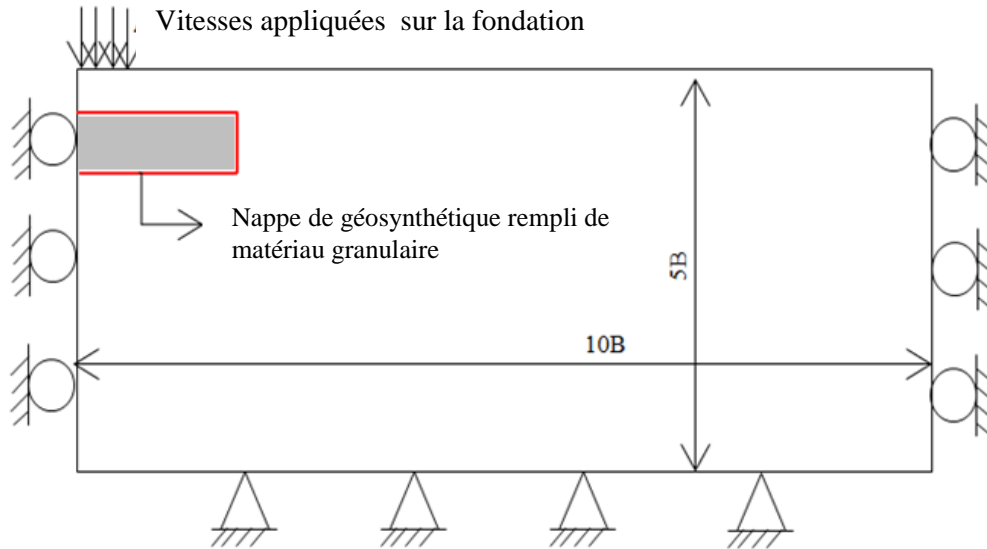 Vitesses appliquées sur la fondation
Nappe de géosynthétique rempli de
matériau granulaire
5B
10B